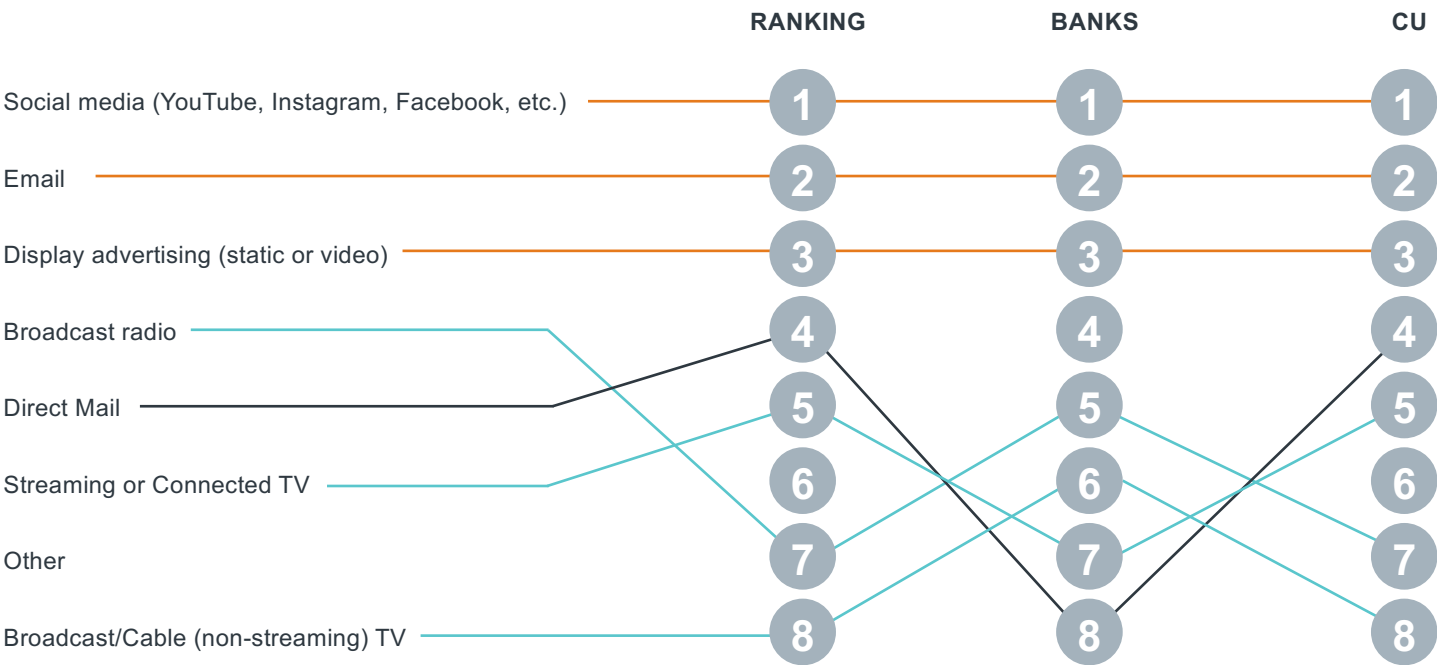 RANKING BANKS CU
Social media (YouTube, Instagram, Facebook, etc.) 1 1 1
Email 2 2 2
Display advertising (static or video) 3 3 3
Broadcast radio 4 4 4
Direct Mail 5 5 5
Streaming or Connected TV 6 6 6
Other 7 7 7
Broadcast/Cable (non-streaming) TV 8 8 8